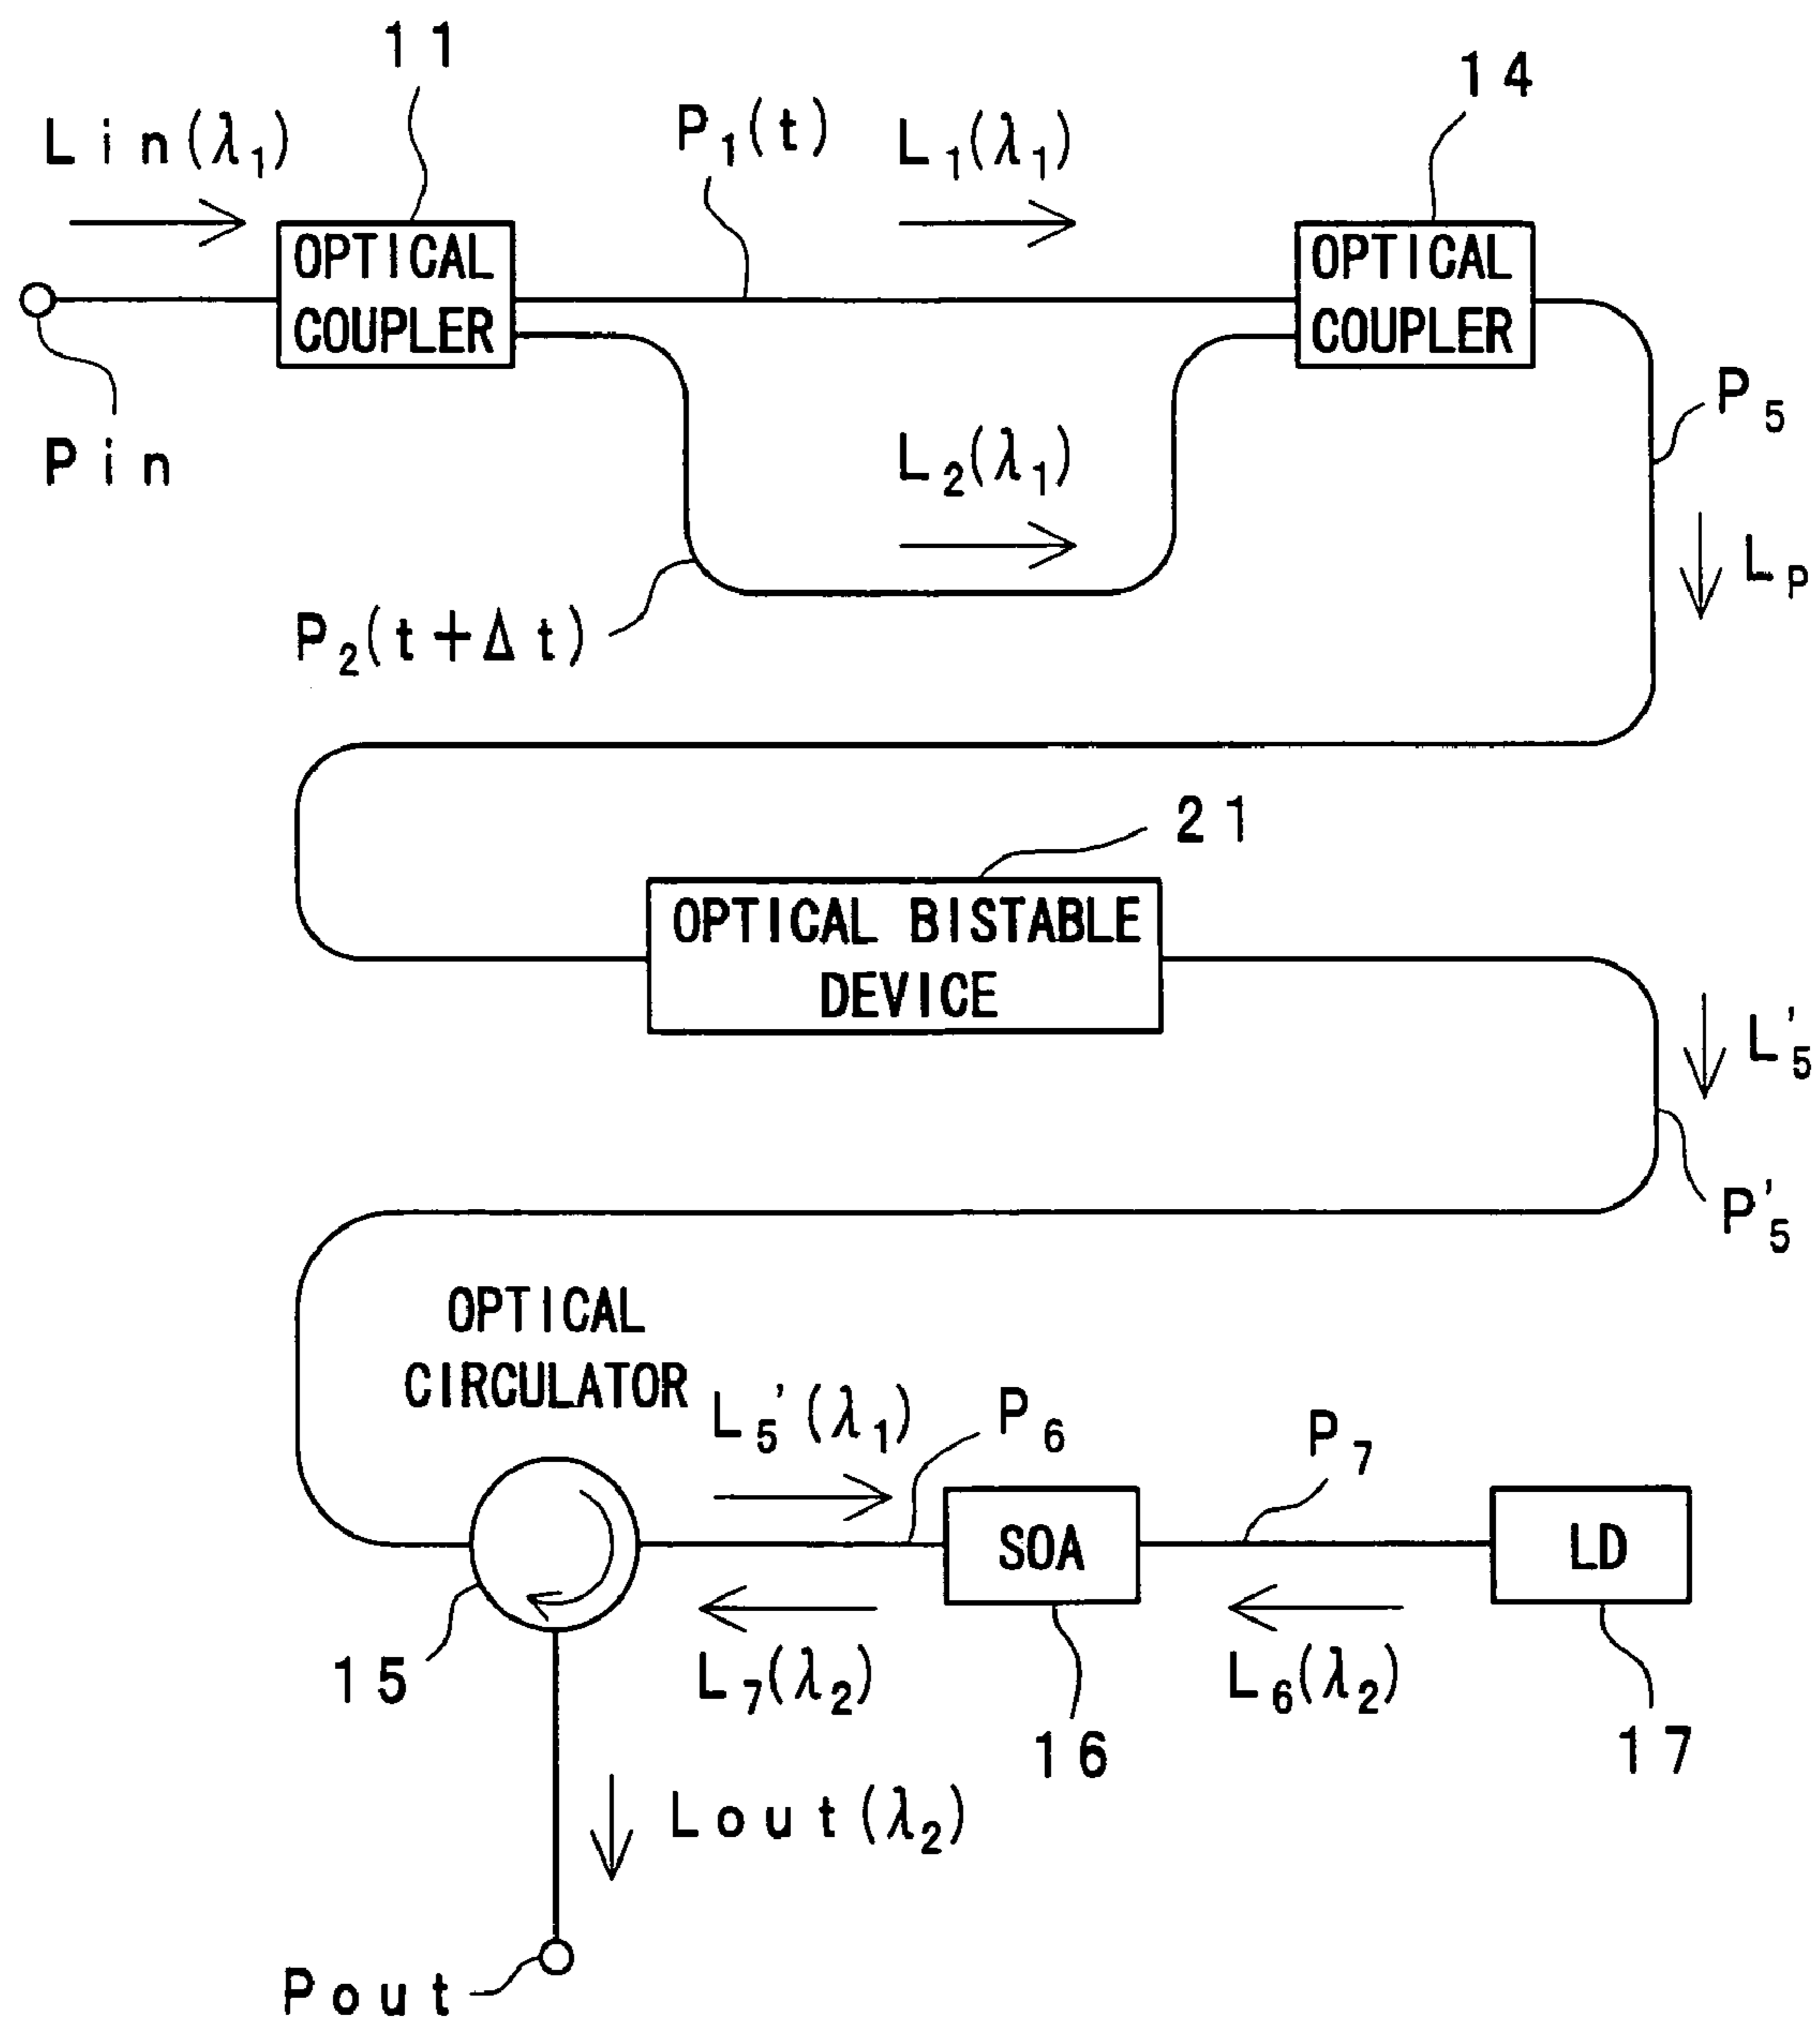 11
14
Lin(λ1)
P1(t)
L1(λ1)
OPTICAL
COUPLER
OPTICAL
COUPLER
Pin
P5
L2(λ1)
LP
P2(t+Δt)
21
OPTICAL BISTABLE
DEVICE
L'5
P'5
OPTICAL
CIRCULATOR
L5'(λ1)
P6
P7
SOA
LD
15
L7(λ2)
L6(λ2)
16
17
Lout(λ2)
Pout